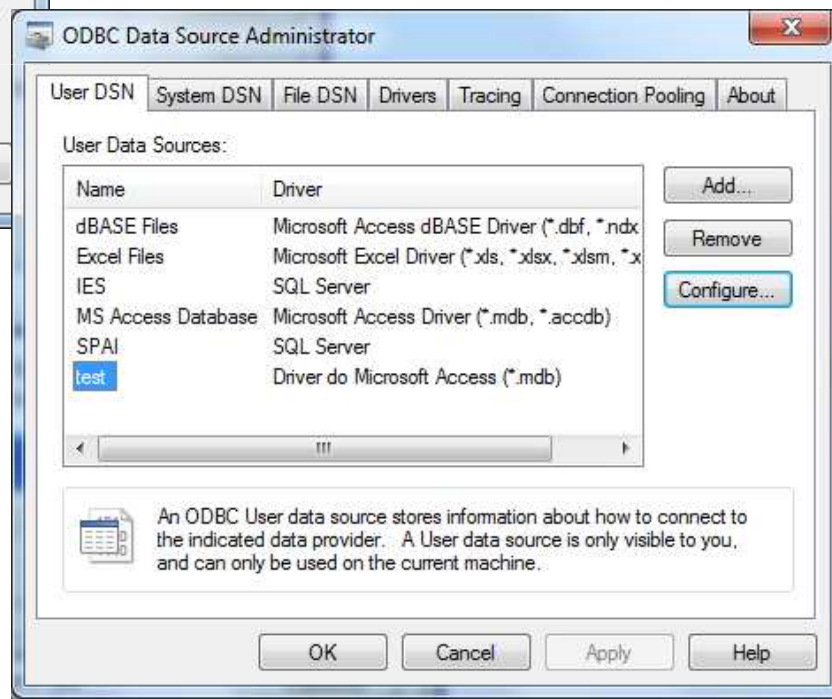 ODBC Data Source Administrator
User DSN System DSN File DSN Drivers Tracing Connection Pooling About
User Data Sources:
Name Driver
dBASE Files Microsoft Access dBASE Driver (*.dbf, *.ndx
Excel Files Microsoft Excel Driver (*.xls, *.xlsx, *.xlsm, *.x
IES SQL Server
MS Access Database Microsoft Access Driver (*.mdb, *.accdb)
SPAI SQL Server
test Driver do Microsoft Access (*.mdb)
Add...
Remove
Configure...
An ODBC User data source stores information about how to connect to
the indicated data provider. A User data source is only visible to you,
and can only be used on the current machine.
OK Cancel Apply Help